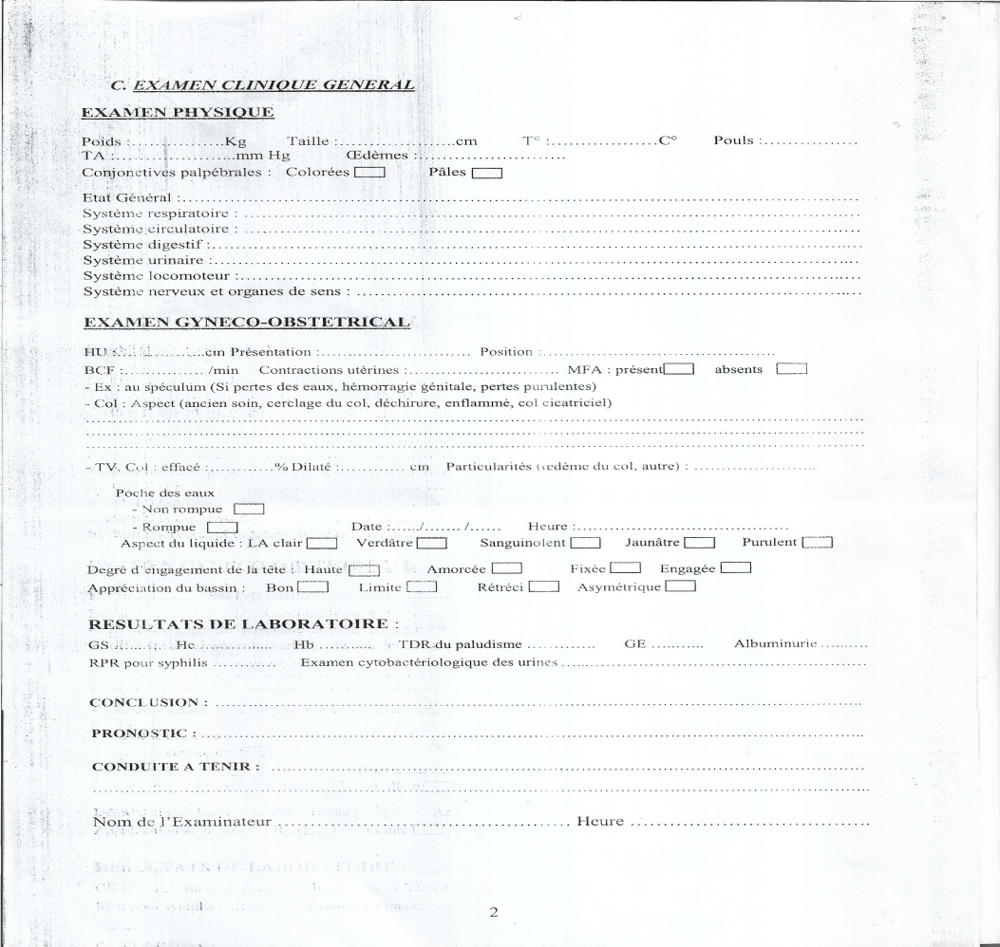 C. EXAMEN CLINIQUE GENERAL
EXAMEN PHYSIQUE
Poids :................Kg Taille :....................cm T° :..................C° Pouls :................
TA :.....................mm Hg Œdèmes :.........................
Conjonctives palpébrales : Colorées Pâles
Etat Général :....................................................................................................................
Système respiratoire : ........................................................................................................
Système circulatoire : ........................................................................................................
Système digestif :..............................................................................................................
Système urinaire :..............................................................................................................
Système locomoteur :.........................................................................................................
Système nerveux et organes de sens : ....................................................................................
EXAMEN GYNECO-OBSTETRICAL
HU :................cm Présentation :......................... Position :.......................................
BCF :.............. /min Contractions utérines :......................... MFA : présent absents
- Ex : au spéculum (Si pertes des eaux, hémorragie génitale, pertes purulentes)
- Col : Aspect (ancien soin, cerclage du col, déchirure, enflammé, col cicatriciel)
....................................................................................................................................
....................................................................................................................................
....................................................................................................................................
- TV. Col : effacé :...........% Dilaté :........... cm Particularités (œdème du col, autre) : .....................
Poche des eaux
- Non rompue
- Rompue Date :....../....... /...... Heure :....................................
Aspect du liquide : LA clair Verdâtre Sanguinolent Jaunâtre Purulent
Degré d'engagement de la tête : Haute Amorcée Fixée Engagée
Appréciation du bassin : Bon Limite Rétréci Asymétrique
RESULTATS DE LABORATOIRE :
GS ............ He ............ Hb ........... TDR du paludisme ............ GE ......... Albuminurie .........
RPR pour syphilis ........... Examen cytobactériologique des urines ....................................................
CONCLUSION : .............................................................................................................
PRONOSTIC : ................................................................................................................
CONDUITE A TENIR : ....................................................................................................
....................................................................................................................................
Nom de l'Examinateur ................................................. Heure ........................................
2